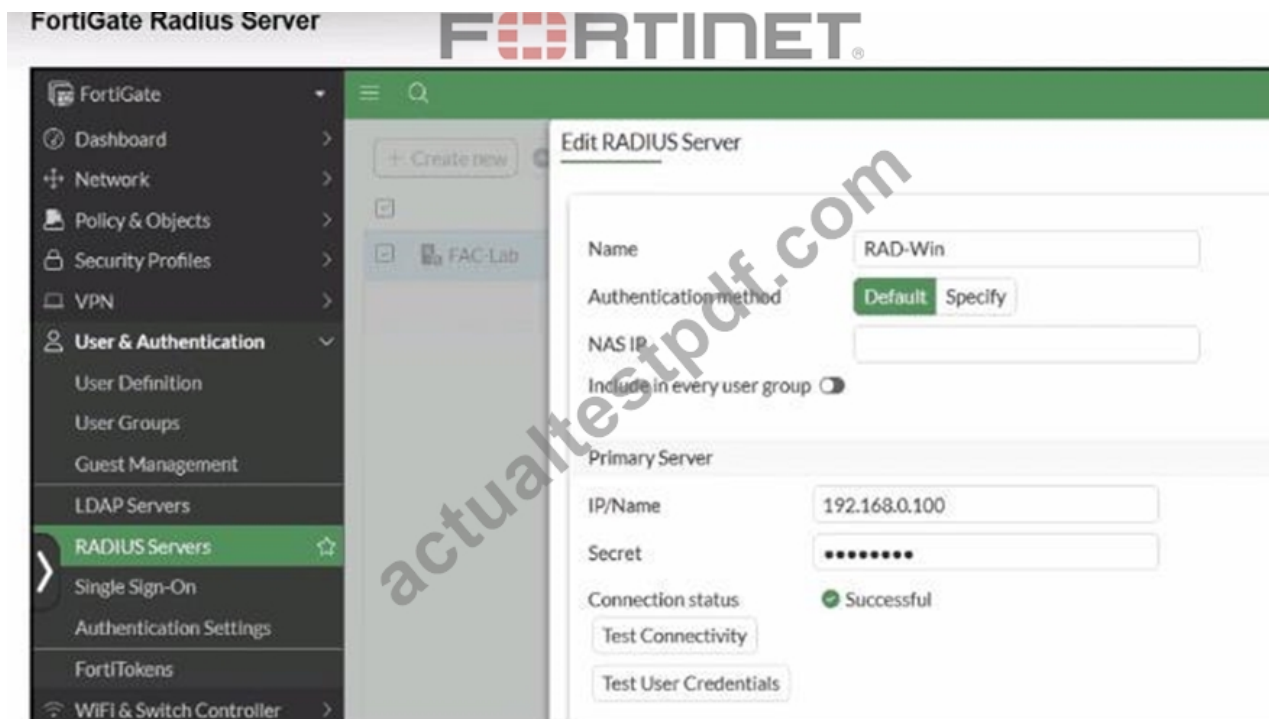 FortiGate Radius Server
FORTINET®
FortiGate
Dashboard
Network
Policy & Objects
Security Profiles
VPN
User & Authentication
User Definition
User Groups
Guest Management
LDAP Servers
RADIUS Servers
Single Sign-On
Authentication Settings
FortiTokens
WiFi & Switch Controller
+ Create new
FAC-Lab
Edit RADIUS Server
Name RAD-Win
Authentication method Default Specify
NAS IP
Include in every user group
Primary Server
IP/Name 192.168.0.100
Secret ••••••••
Connection status Successful
Test Connectivity
Test User Credentials
actualtestpdf.com